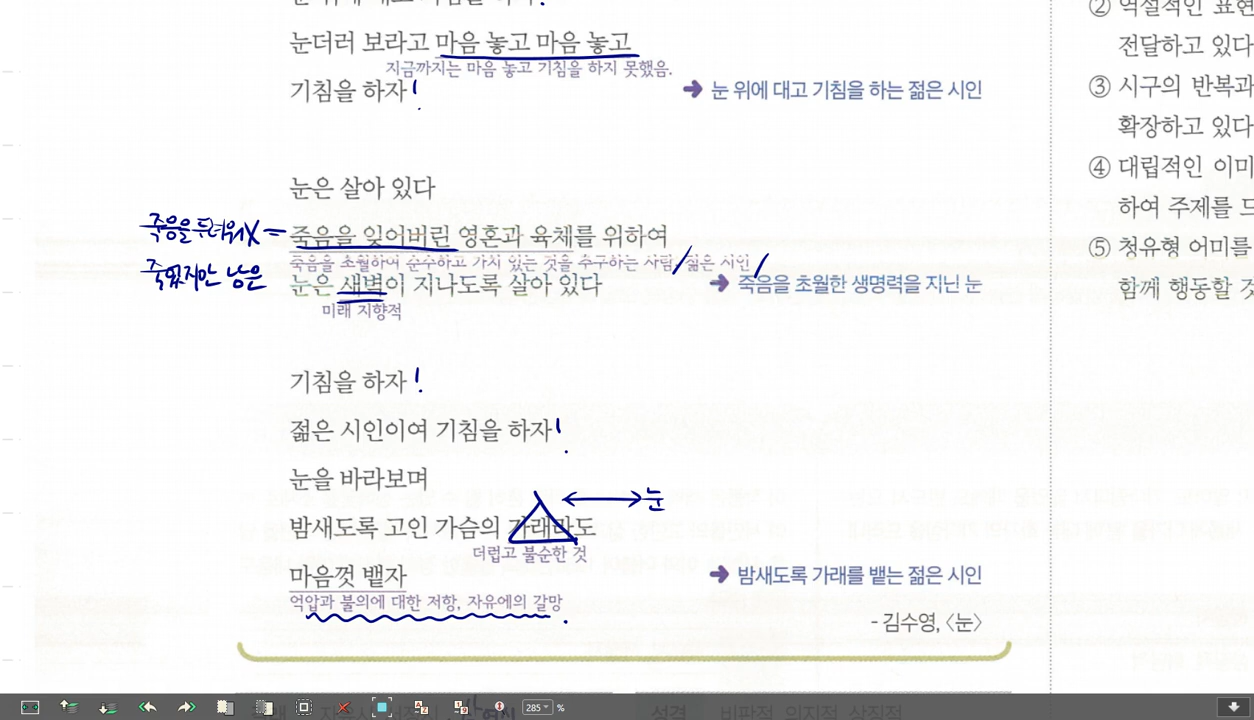 눈더러 보라고 마음 놓고 마음 놓고
지금까지는 마음 놓고 기침을 하지 못했음.
기침을 하자!
➜ 눈 위에 대고 기침을 하는 젊은 시인
눈은 살아 있다
죽음을 두려워X = 죽음을 잊어버린 영혼과 육체를 위하여
죽음을 초월하여 순수하고 가치 있는 것을 추구하는 사람, 젊은 시인
눈은 새벽이 지나도록 살아 있다
➜ 죽음을 초월한 생명력을 지닌 눈
미래 지향적
기침을 하자!
젊은 시인이여 기침을 하자!
눈을 바라보며
↔ 눈
밤새도록 고인 가슴의 가래라도
더럽고 불순한 것
마음껏 뱉자
➜ 밤새도록 가래를 뱉는 젊은 시인
억압과 불의에 대한 저항, 자유에의 갈망
- 김수영, 〈눈〉
② 역설적인 표현
전달하고 있다
③ 시구의 반복과
확장하고 있다
④ 대립적인 이미
하여 주제를 드
⑤ 청유형 어미를
함께 행동할 것
성격 비판적, 의지적, 상징적
285 %